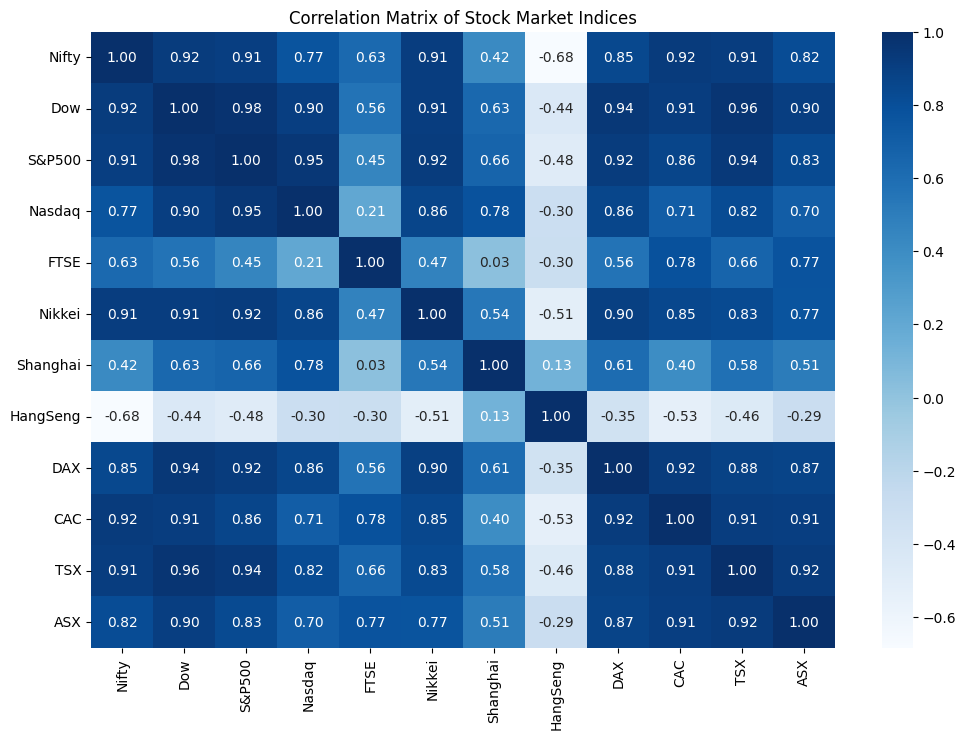 Correlation Matrix of Stock Market Indices
Nifty 1.00 0.92 0.91 0.77 0.63 0.91 0.42 -0.68 0.85 0.92 0.91 0.82
Dow 0.92 1.00 0.98 0.90 0.56 0.91 0.63 -0.44 0.94 0.91 0.96 0.90
S&P500 0.91 0.98 1.00 0.95 0.45 0.92 0.66 -0.48 0.92 0.86 0.94 0.83
Nasdaq 0.77 0.90 0.95 1.00 0.21 0.86 0.78 -0.30 0.86 0.71 0.82 0.70
FTSE 0.63 0.56 0.45 0.21 1.00 0.47 0.03 -0.30 0.56 0.78 0.66 0.77
Nikkei 0.91 0.91 0.92 0.86 0.47 1.00 0.54 -0.51 0.90 0.85 0.83 0.77
Shanghai 0.42 0.63 0.66 0.78 0.03 0.54 1.00 0.13 0.61 0.40 0.58 0.51
HangSeng -0.68 -0.44 -0.48 -0.30 -0.30 -0.51 0.13 1.00 -0.35 -0.53 -0.46 -0.29
DAX 0.85 0.94 0.92 0.86 0.56 0.90 0.61 -0.35 1.00 0.92 0.88 0.87
CAC 0.92 0.91 0.86 0.71 0.78 0.85 0.40 -0.53 0.92 1.00 0.91 0.91
TSX 0.91 0.96 0.94 0.82 0.66 0.83 0.58 -0.46 0.88 0.91 1.00 0.92
ASX 0.82 0.90 0.83 0.70 0.77 0.77 0.51 -0.29 0.87 0.91 0.92 1.00
Nifty Dow S&P500 Nasdaq FTSE Nikkei Shanghai HangSeng DAX CAC TSX ASX
1.0
0.8
0.6
0.4
0.2
0.0
−0.2
−0.4
−0.6